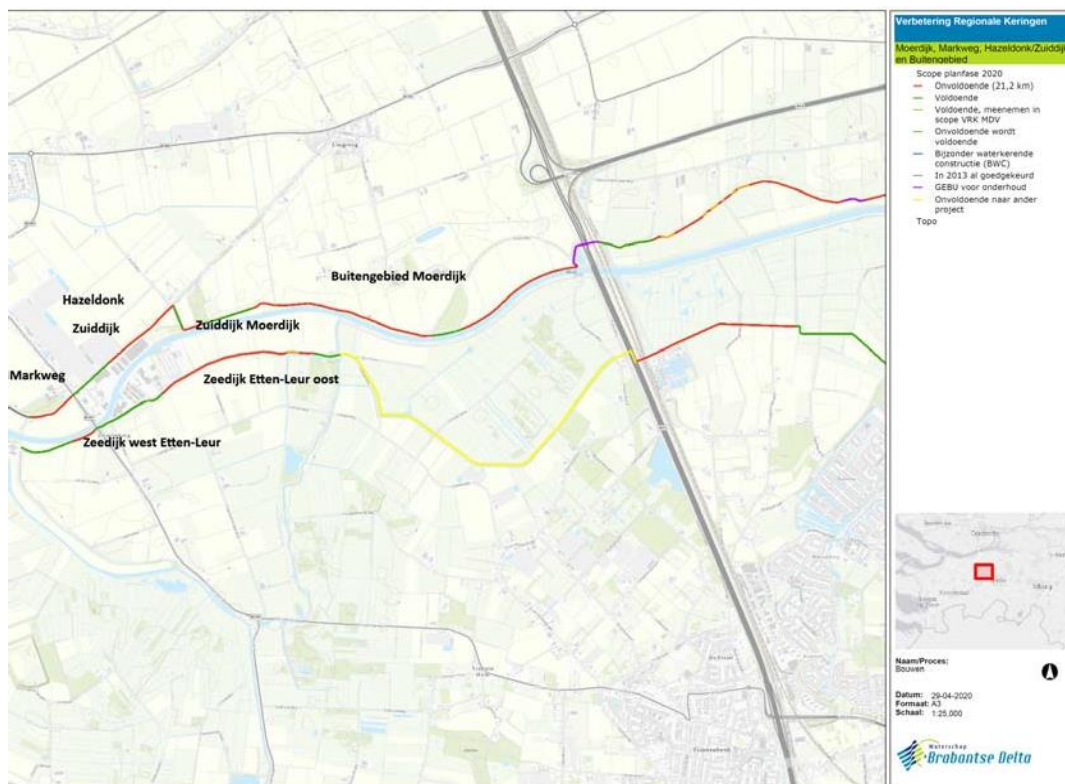 Verbetering Regionale Keringen
Moerdijk, Markweg, Hazeldonk/Zuiddijk
en Buitengebied
Scope planfase 2020
Onvoldoende (21,2 km)
Voldoende
Voldoende, meenemen in
scope VRK MDV
Onvoldoende wordt
voldoende
Bijzonder waterkerende
constructie (BWC)
In 2013 al goedgekeurd
GEBU voor onderhoud
Onvoldoende naar ander
project
Topo
Buitengebied Moerdijk
Hazeldonk
Zuiddijk
Zuiddijk Moerdijk
Markweg
Zeedijk Etten-Leur oost
Zeedijk west Etten-Leur
Naam/Proces:
Bouwen
Datum: 29-04-2020
Formaat: A3
Schaal: 1:25.000
Waterschap
Brabantse Delta